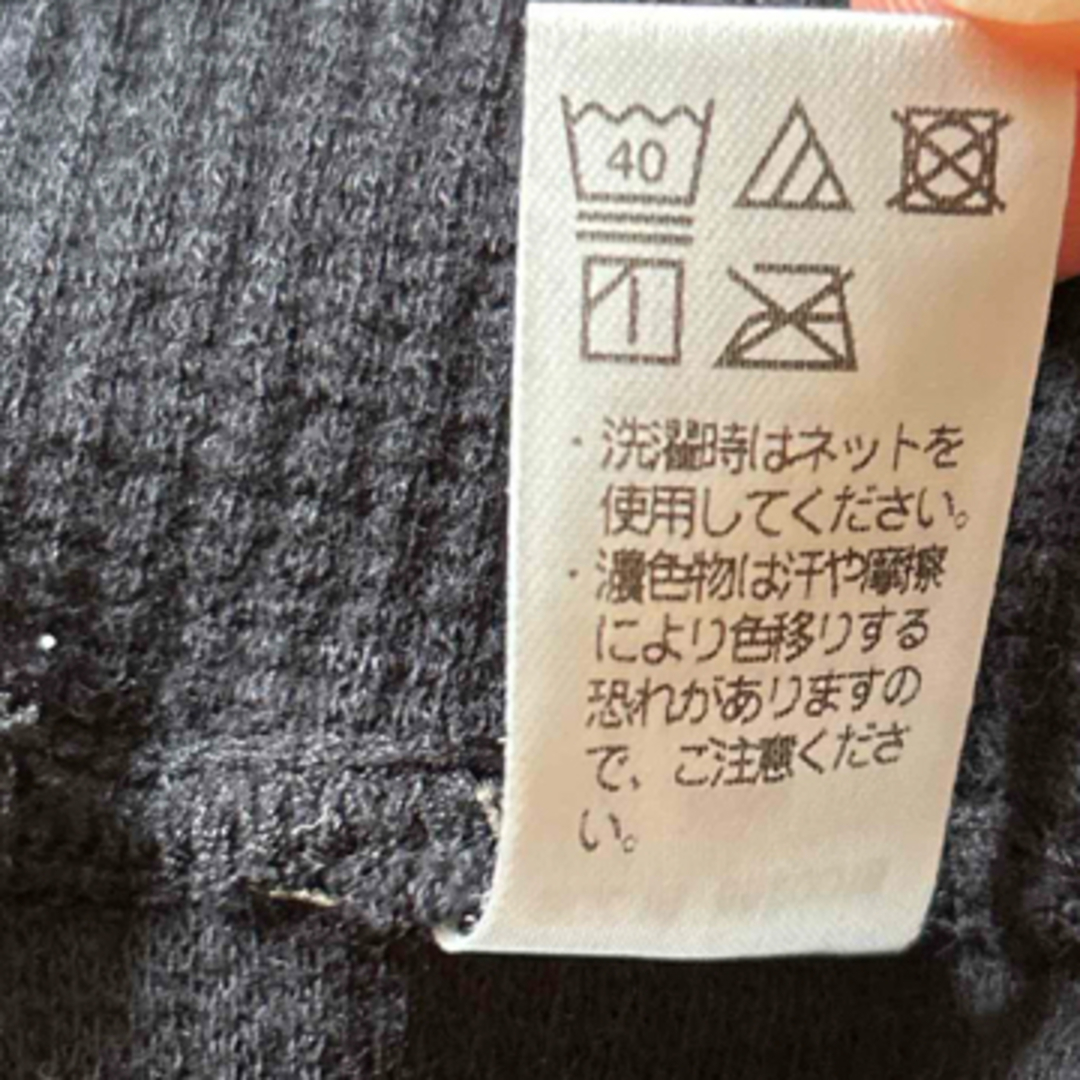 40
・洗濯時はネットを
使用してください。
・濃色物は汗や摩擦
により色移りする
恐れがありますの
で、ご注意くださ
い。